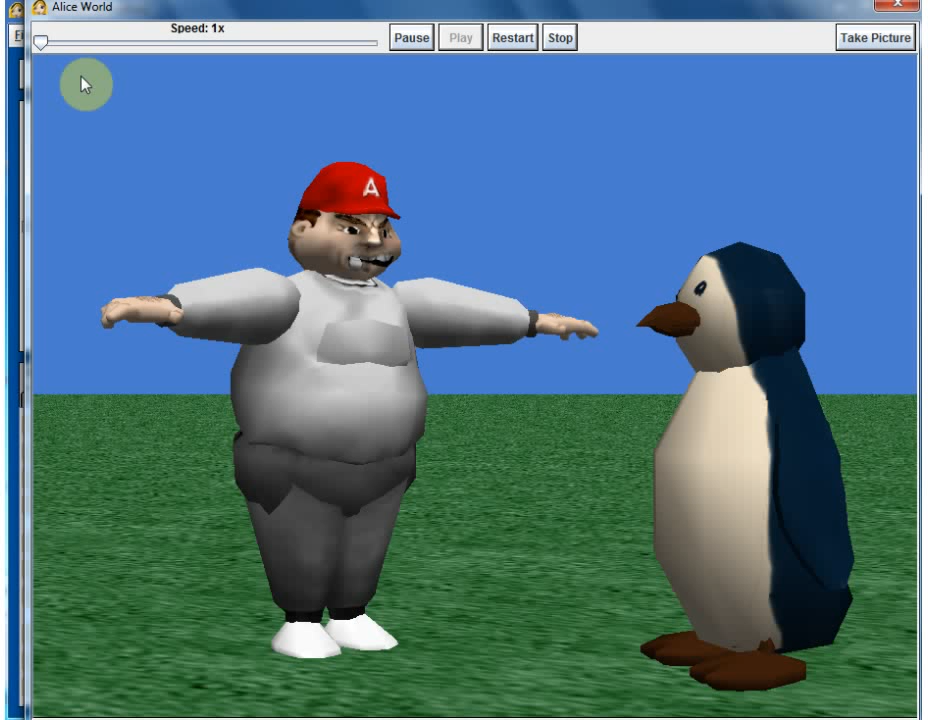 Alice World
Speed: 1x
Pause
Play
Restart
Stop
Take Picture
A